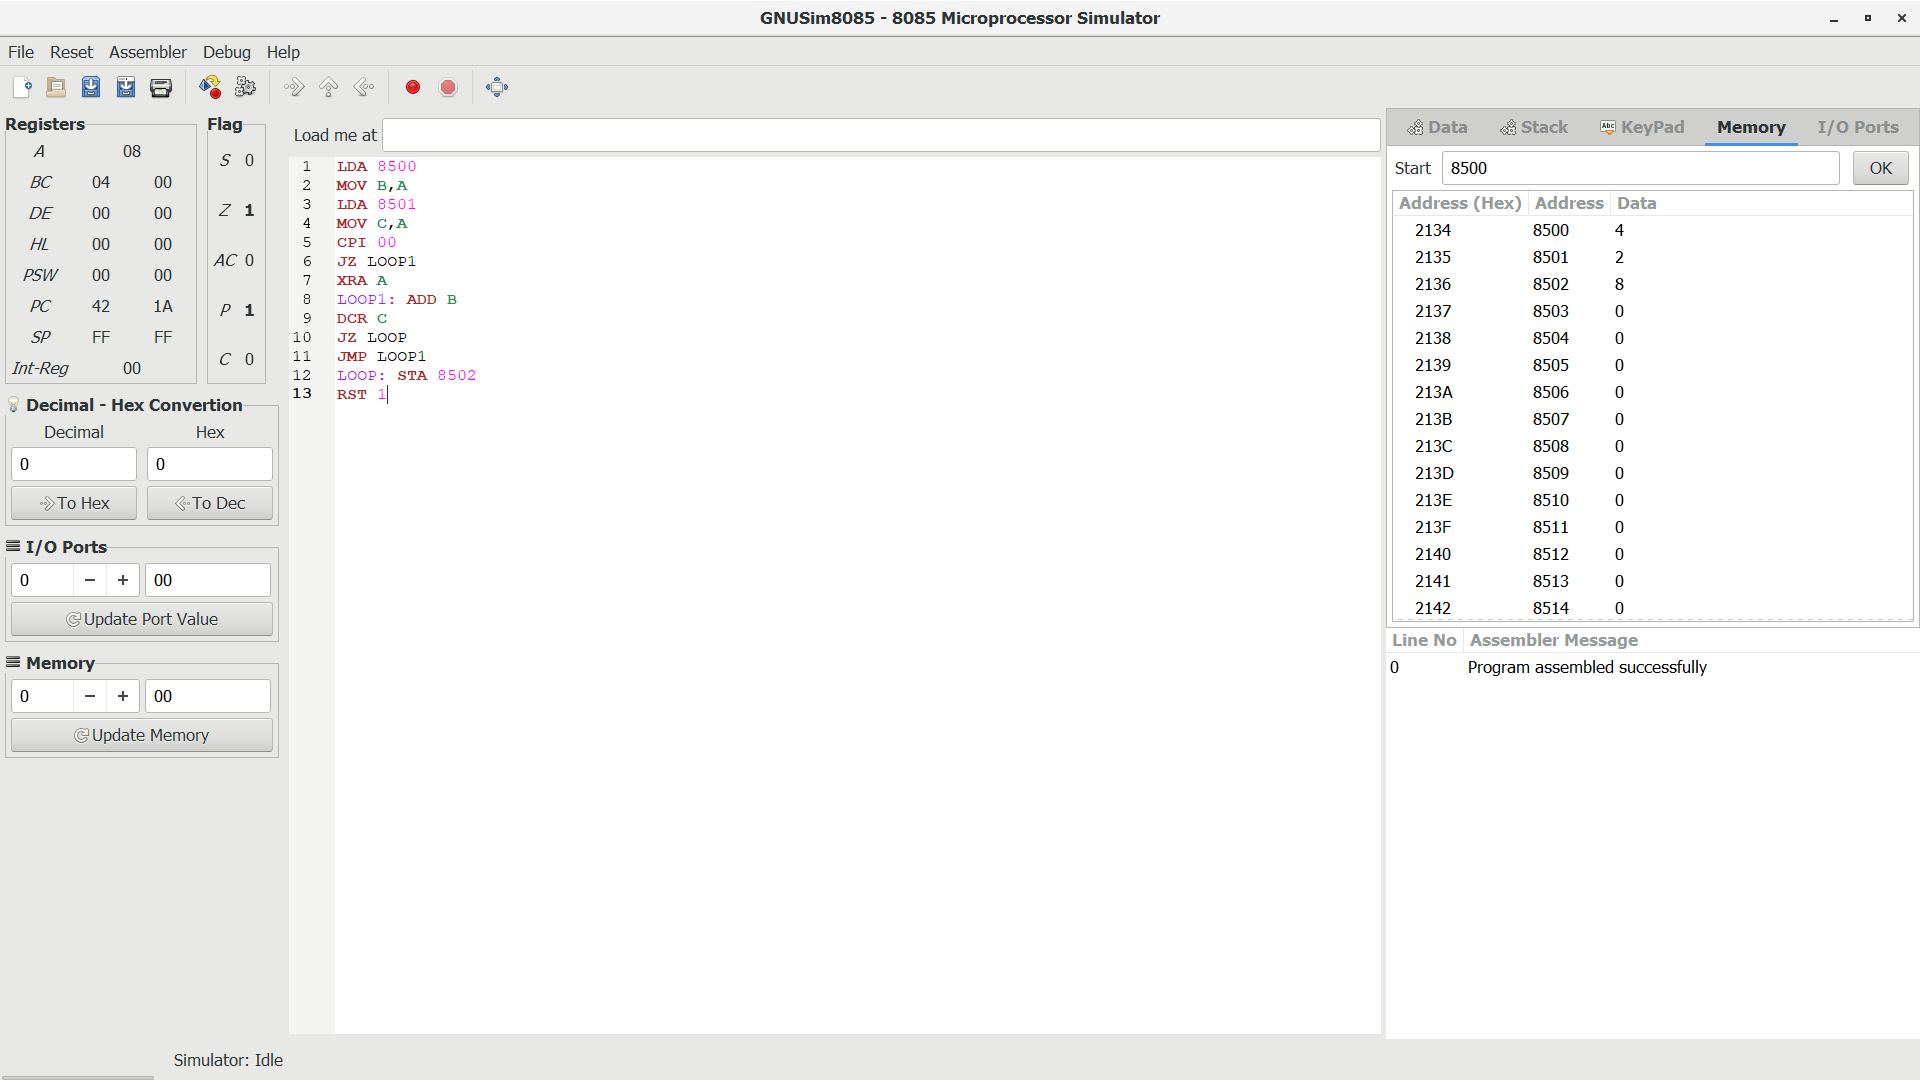 GNUSim8085 - 8085 Microprocessor Simulator
File Reset Assembler Debug Help
Registers
A 08
BC 04 00
DE 00 00
HL 00 00
PSW 00 00
PC 42 1A
SP FF FF
Int-Reg 00
Flag
S 0
Z 1
AC 0
P 1
C 0
Decimal - Hex Convertion
Decimal Hex
0 0
To Hex To Dec
I/O Ports
0 − + 00
Update Port Value
Memory
0 − + 00
Update Memory
Load me at
1 LDA 8500
2 MOV B,A
3 LDA 8501
4 MOV C,A
5 CPI 00
6 JZ LOOP1
7 XRA A
8 LOOP1: ADD B
9 DCR C
10 JZ LOOP
11 JMP LOOP1
12 LOOP: STA 8502
13 RST 1
Data Stack Abc KeyPad Memory I/O Ports
Start 8500 OK
Address (Hex) Address Data
2134 8500 4
2135 8501 2
2136 8502 8
2137 8503 0
2138 8504 0
2139 8505 0
213A 8506 0
213B 8507 0
213C 8508 0
213D 8509 0
213E 8510 0
213F 8511 0
2140 8512 0
2141 8513 0
2142 8514 0
Line No Assembler Message
0 Program assembled successfully
Simulator: Idle